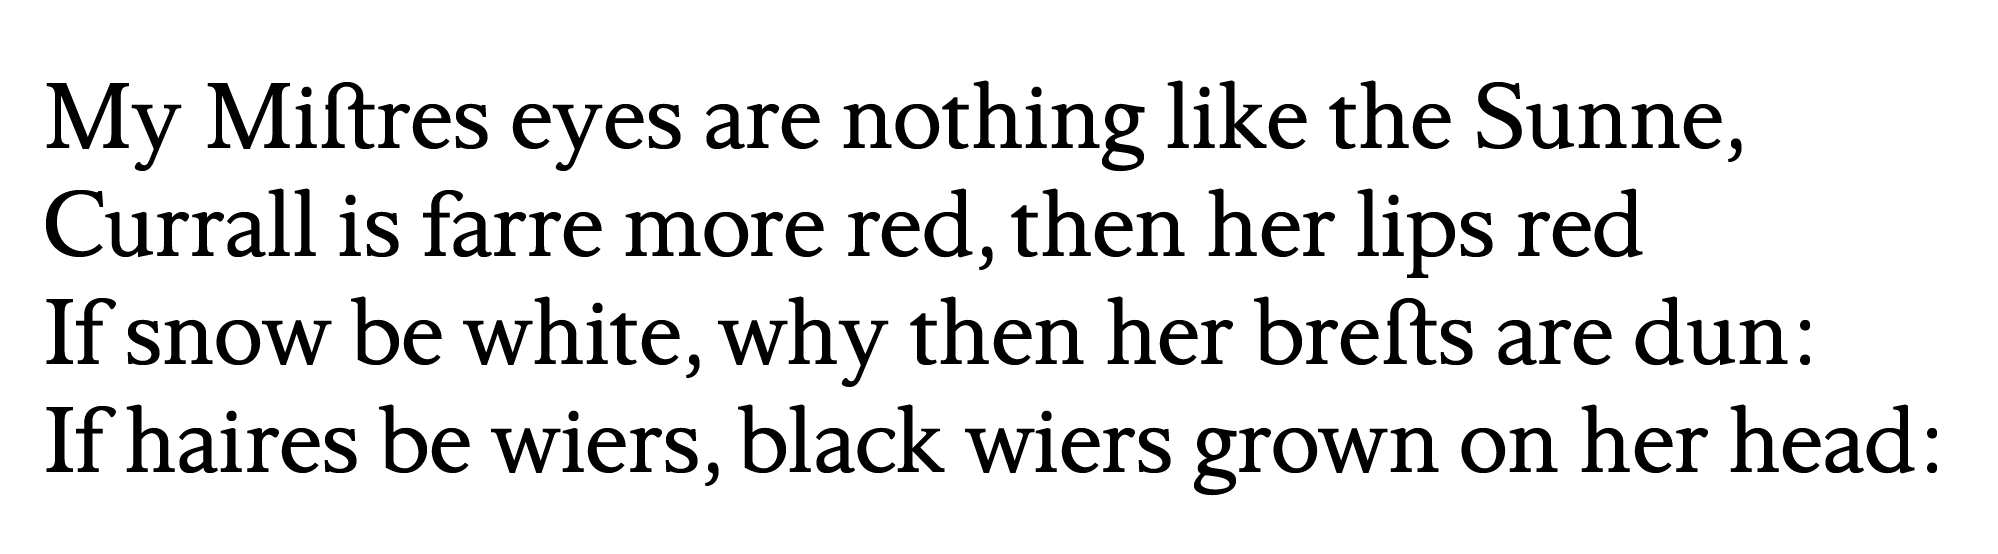 My Miſtres eyes are nothing like the Sunne,
Currall is farre more red, then her lips red
If snow be white, why then her breſts are dun:
If haires be wiers, black wiers grown on her head: